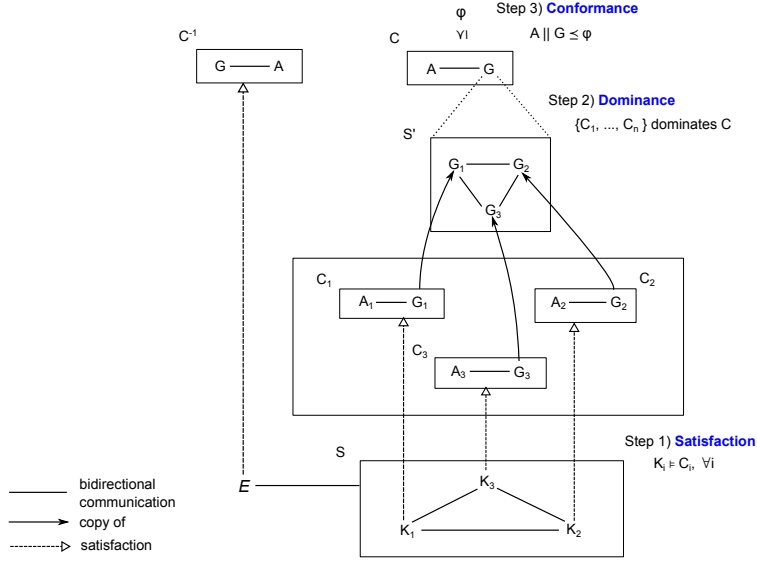 φ
Step 3) Conformance
C⁻¹
C
⋎I
A || G ⪯ φ
G
A
A
G
Step 2) Dominance
{C₁, ..., Cₙ } dominates C
S'
G₁
G₂
G₃
C₁
C₂
A₁
G₁
A₂
G₂
C₃
A₃
G₃
Step 1) Satisfaction
Kᵢ ⊧ Cᵢ, ∀i
S
E
K₃
K₁
K₂
bidirectional
communication
copy of
satisfaction